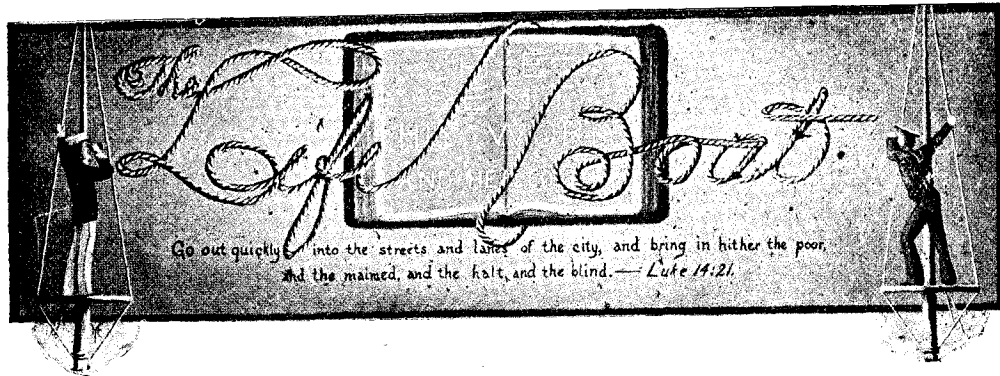 The
Life Boat
Go out quickly into the streets and lanes of the city, and bring in hither the poor,
and the maimed, and the halt, and the blind. — Luke 14:21.